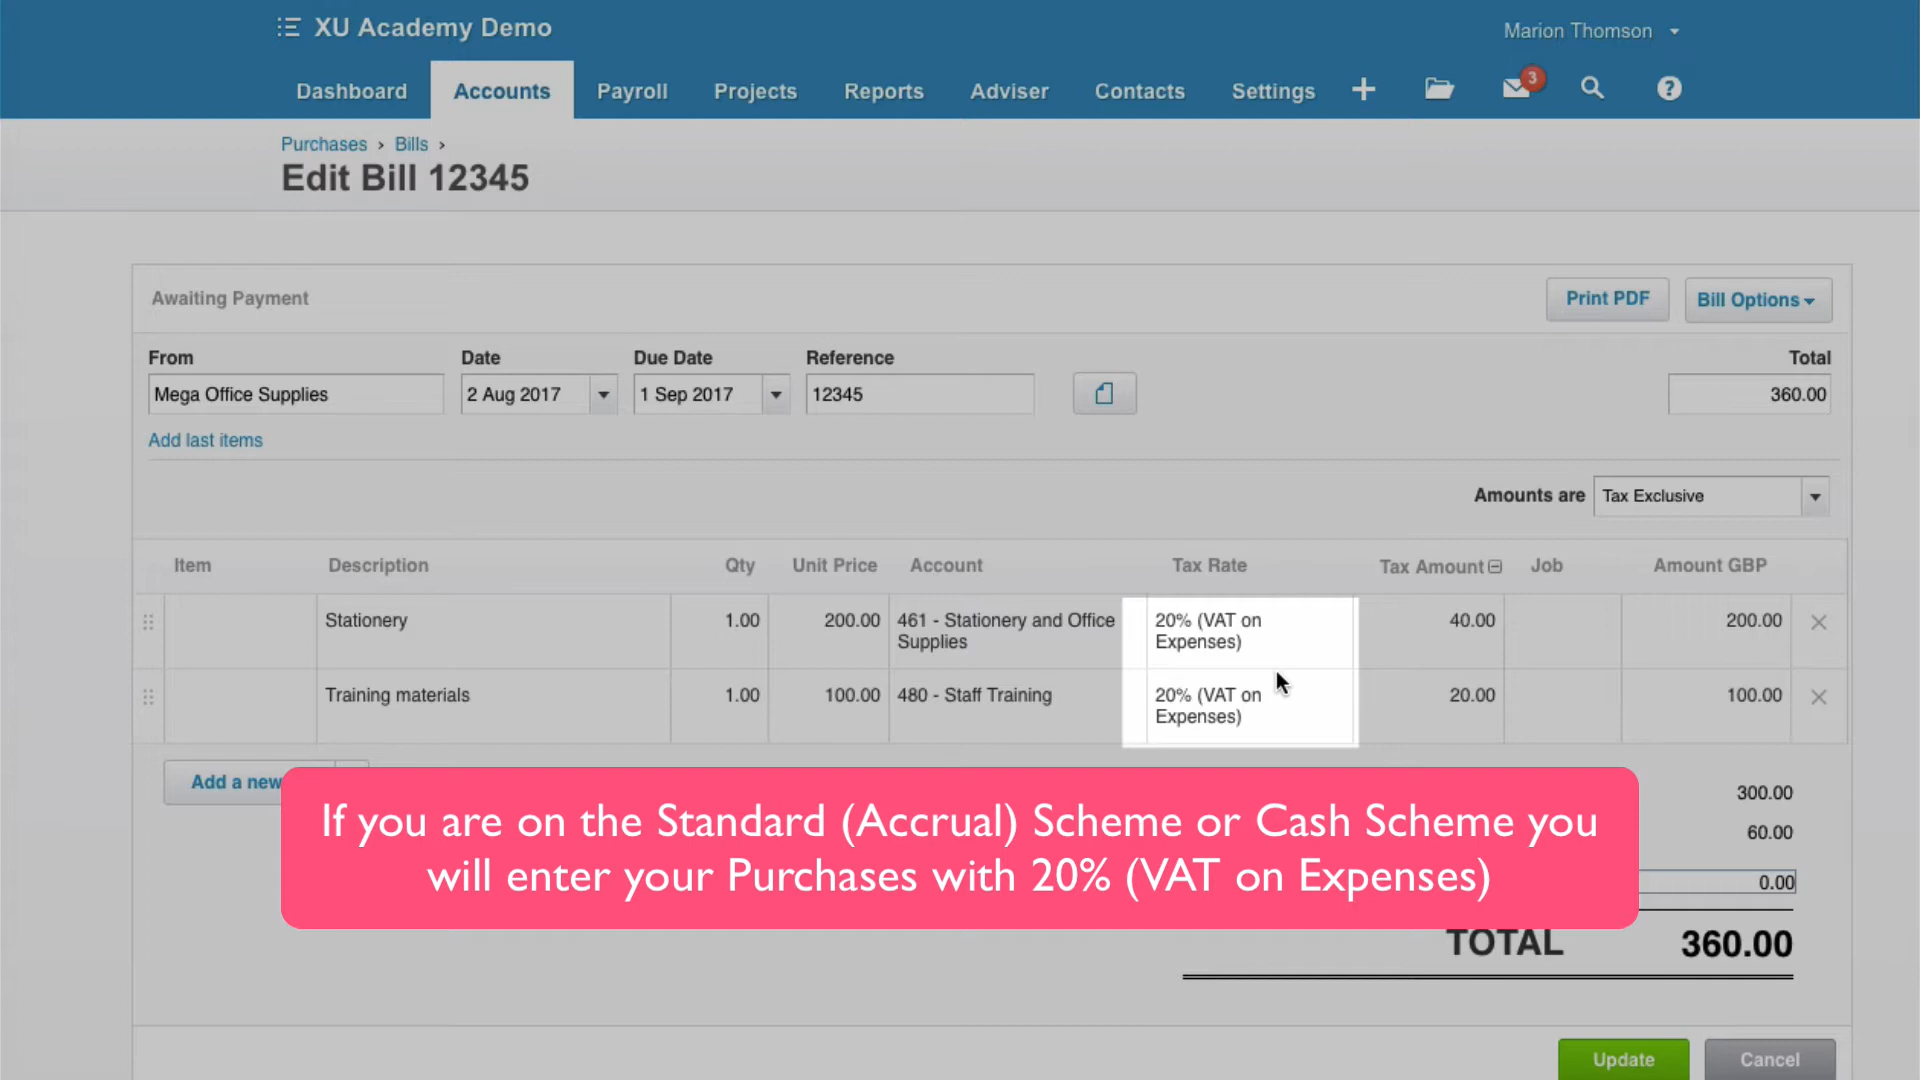 XU Academy Demo
Marion Thomson
Dashboard
Accounts
Payroll
Projects
Reports
Adviser
Contacts
Settings
3
?
Purchases › Bills ›
Edit Bill 12345
Awaiting Payment
Print PDF
Bill Options
From
Date
Due Date
Reference
Total
Mega Office Supplies
2 Aug 2017
1 Sep 2017
12345
360.00
Add last items
Amounts are
Tax Exclusive
Item
Description
Qty
Unit Price
Account
Tax Rate
Tax Amount
Job
Amount GBP
Stationery
1.00
200.00
461 - Stationery and Office
Supplies
20% (VAT on
Expenses)
40.00
200.00
Training materials
1.00
100.00
480 - Staff Training
20% (VAT on
Expenses)
20.00
100.00
Add a new
300.00
60.00
If you are on the Standard (Accrual) Scheme or Cash Scheme you
will enter your Purchases with 20% (VAT on Expenses)
0.00
TOTAL
360.00
Update
Cancel